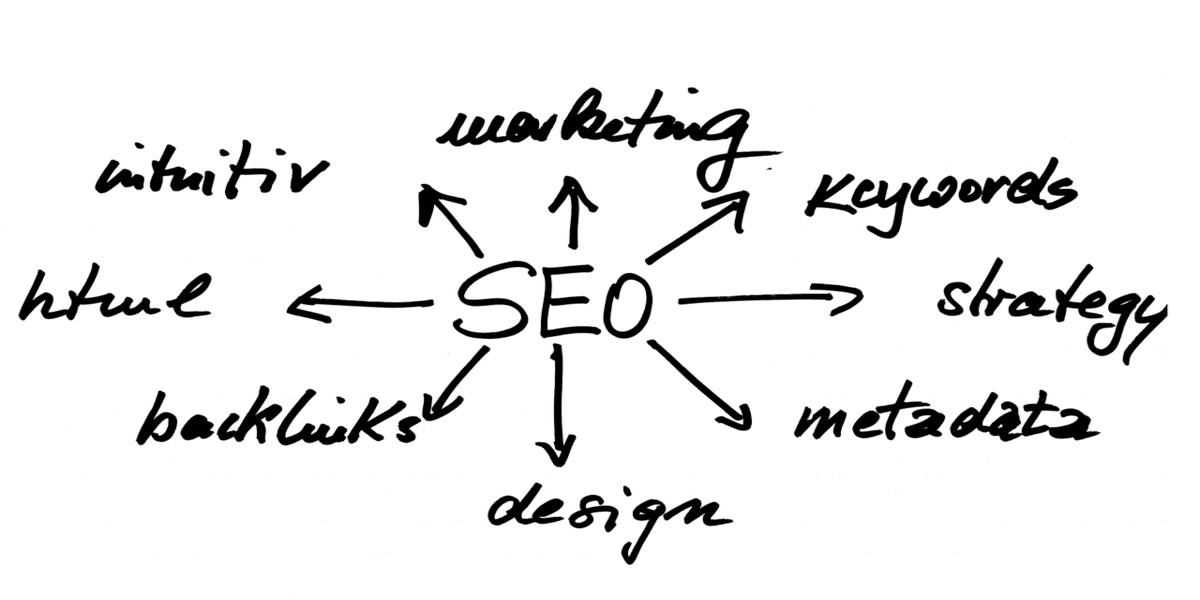 marketing
intuitiv
keywords
html
SEO
strategy
backlinks
metadata
design